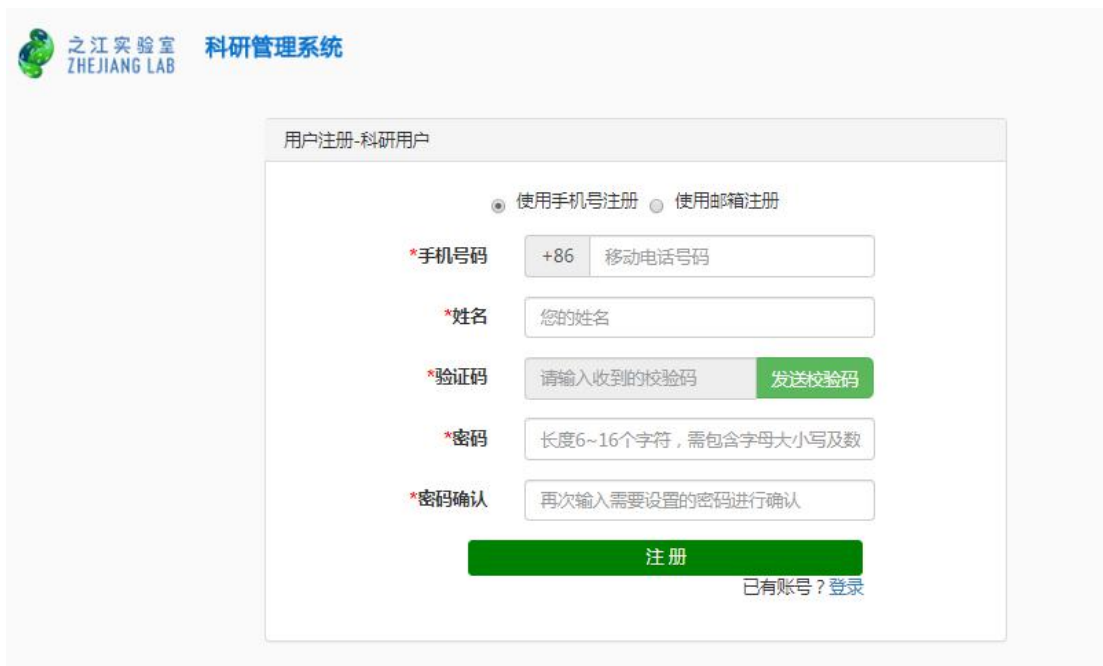 之江实验室 科研管理系统
ZHEJIANG LAB
用户注册-科研用户
使用手机号注册 使用邮箱注册
*手机号码 +86 移动电话号码
*姓名 您的姓名
*验证码 请输入收到的校验码 发送校验码
*密码 长度6~16个字符，需包含字母大小写及数
*密码确认 再次输入需要设置的密码进行确认
注 册
已有账号？登录